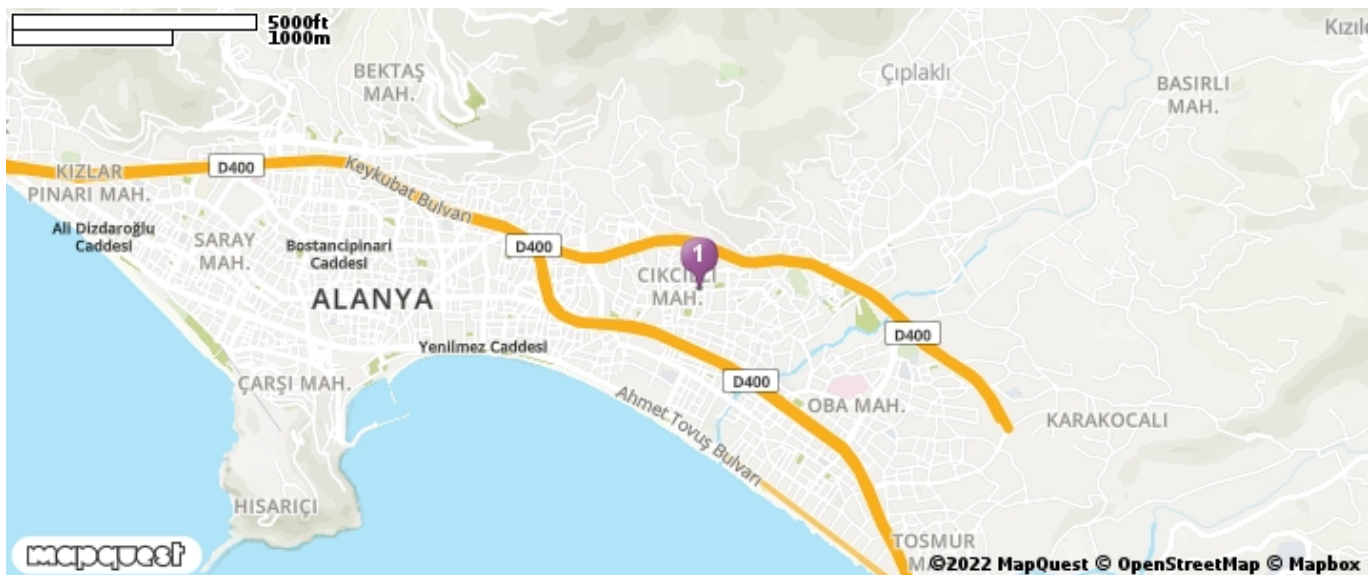 5000ft
1000m
BEKTAŞ
MAH.
Çıplaklı
BASIRLI
MAH.
D400
KIZLAR
PINARI MAH.
Keykubat Bulvarı
Ali Dizdaroğlu
Caddesi
SARAY
MAH.
Bostancipinari
Caddesi
D400
1
MAH.
ALANYA
D400
Yenilmez Caddesi
D400
ÇARŞI MAH.
Ahmet Tovuş Bulvarı
OBA MAH.
KARAKOCALI
HISARIÇI
TOSMUR
mapquest
©2022 MapQuest © OpenStreetMap © Mapbox